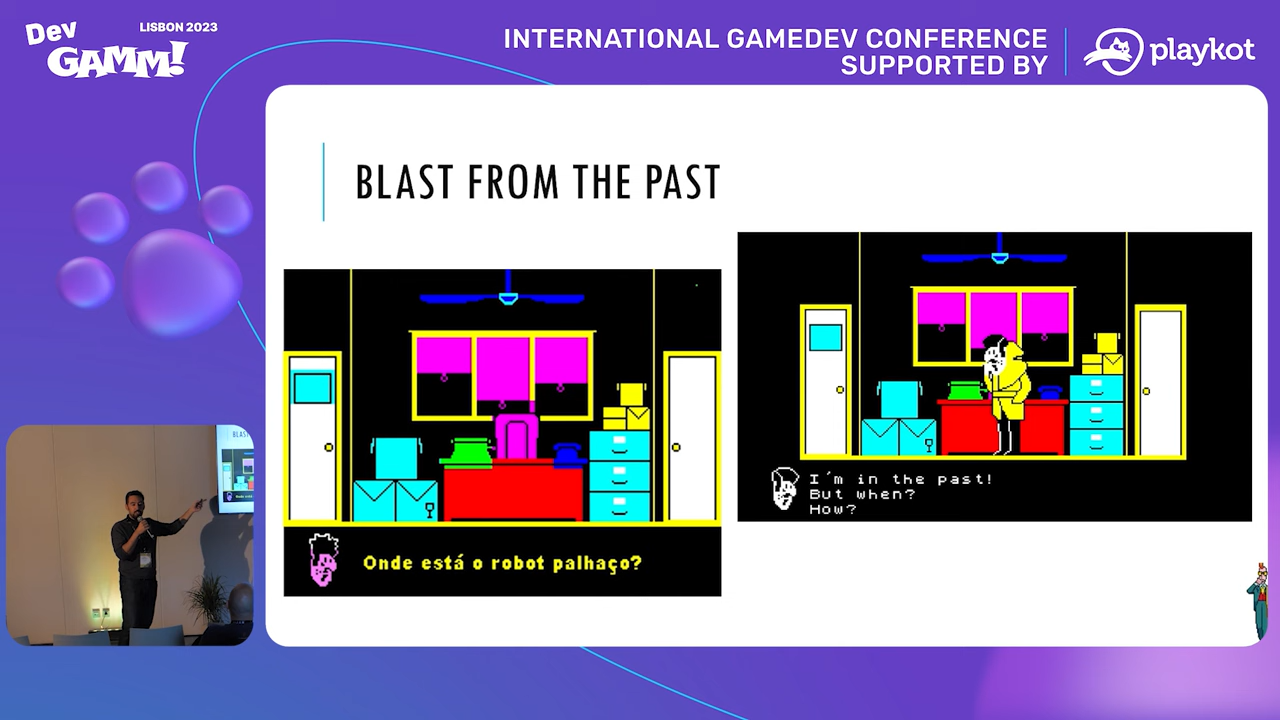 Dev
GAMM!
LISBON 2023
INTERNATIONAL GAMEDEV CONFERENCE
SUPPORTED BY
playkot
BLAST FROM THE PAST
Onde está o robot palhaço?
I´m in the past!
But when?
How?